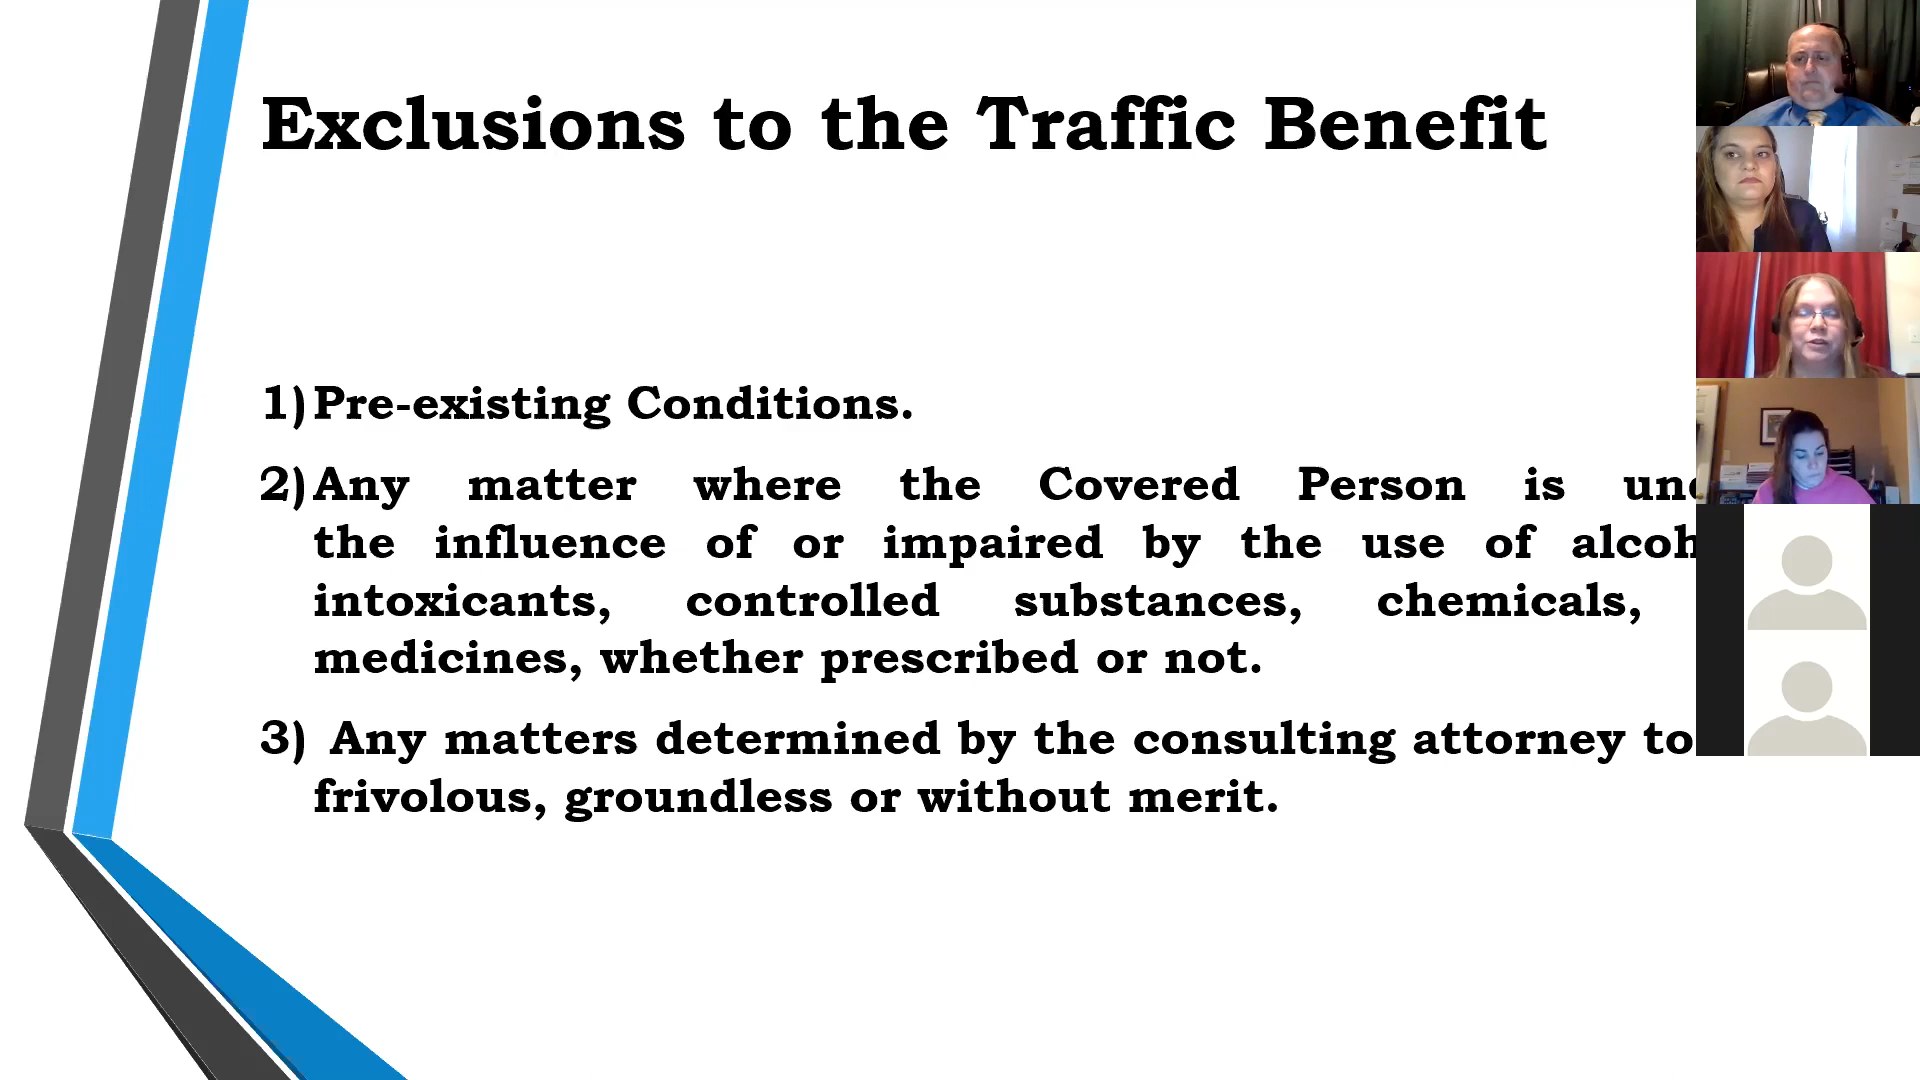 Exclusions to the Traffic Benefit
1) Pre-existing Conditions.
2) Any matter where the Covered Person is
the influence of or impaired by the use of
intoxicants, controlled substances, chemicals,
medicines, whether prescribed or not.
3) Any matters determined by the consulting attorney to
frivolous, groundless or without merit.